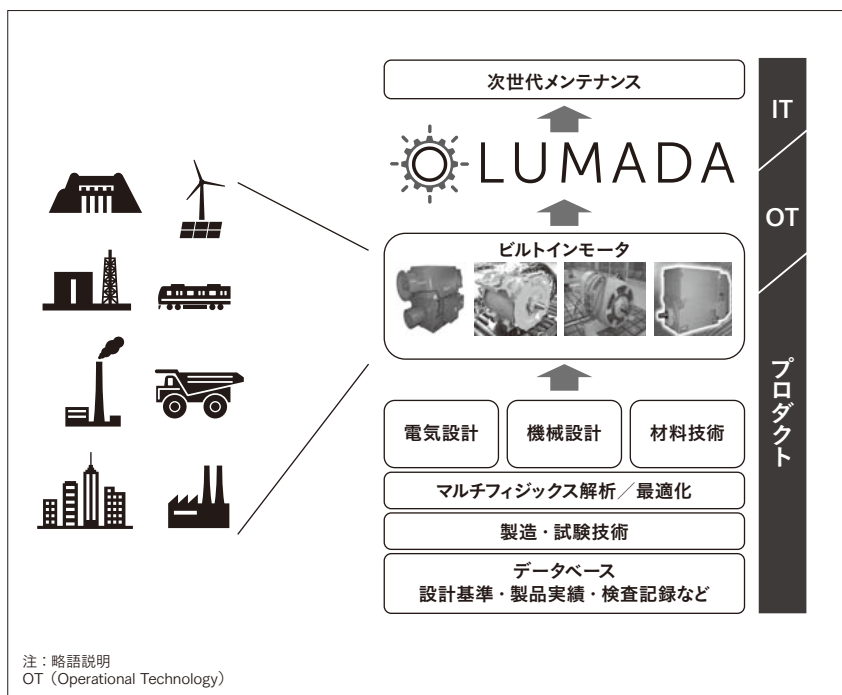 次世代メンテナンス
LUMADA
ビルトインモータ
電気設計
機械設計
材料技術
マルチフィジックス解析／最適化
製造・試験技術
データベース
設計基準・製品実績・検査記録など
IT
OT
プロダクト
注：略語説明
OT（Operational Technology）